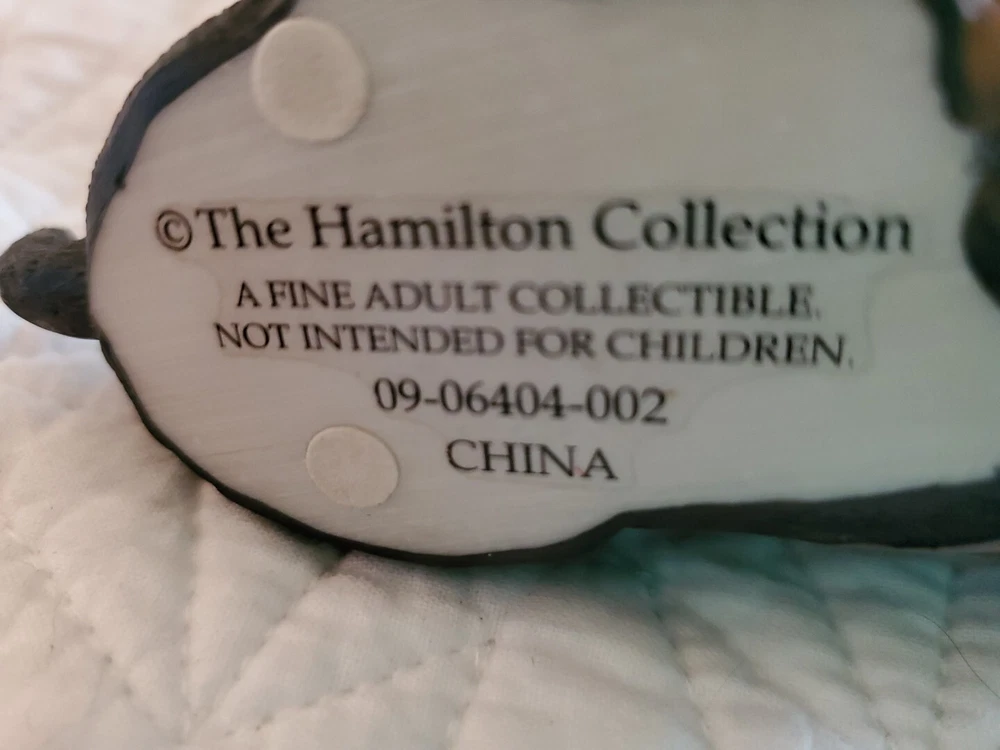 ©The Hamilton Collection
A FINE ADULT COLLECTIBLE.
NOT INTENDED FOR CHILDREN.
09-06404-002
CHINA